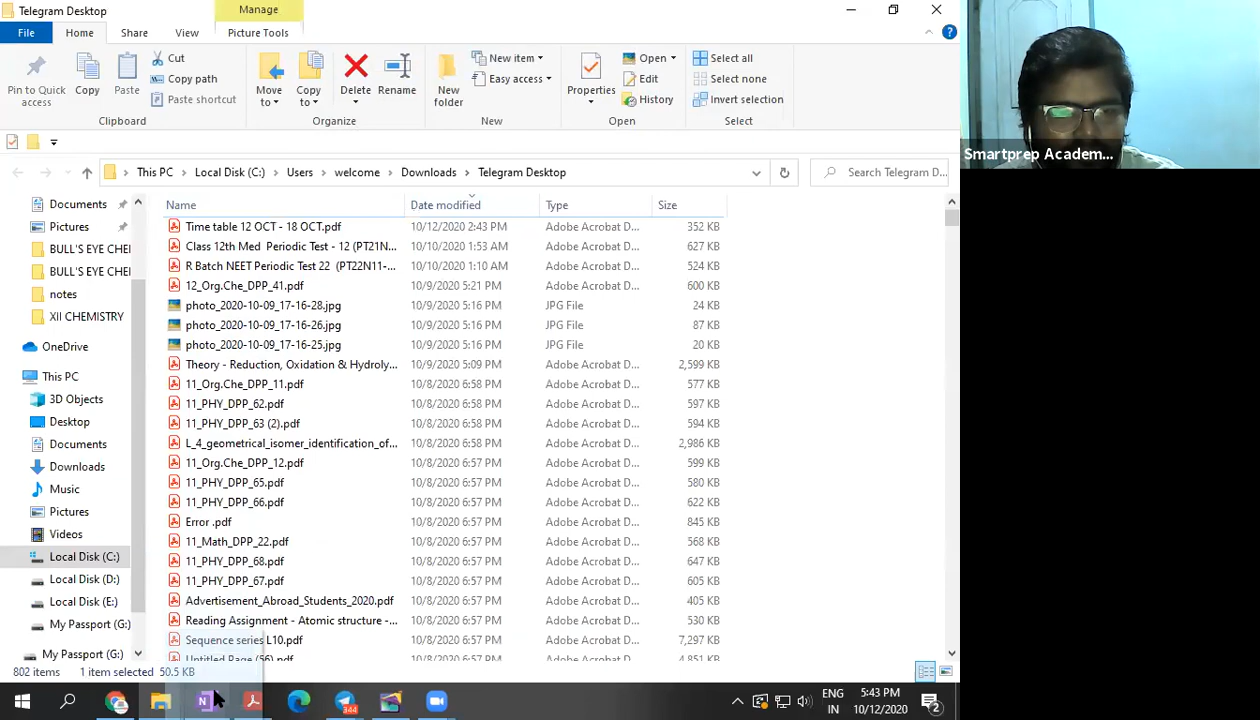 Telegram Desktop
Manage
File
Home
Share
View
Picture Tools
Pin to Quick access
Copy
Paste
Cut
Copy path
Paste shortcut
Clipboard
Move to
Copy to
Delete
Rename
Organize
New folder
New item
Easy access
New
Properties
Open
Edit
History
Open
Select all
Select none
Invert selection
Select
This PC
Local Disk (C:)
Users
welcome
Downloads
Telegram Desktop
Search Telegram D...
Documents
Pictures
BULL'S EYE CHE
BULL'S EYE CHE
notes
XII CHEMISTRY
OneDrive
This PC
3D Objects
Desktop
Documents
Downloads
Music
Pictures
Videos
Local Disk (C:)
Local Disk (D:)
Local Disk (E:)
My Passport (G:)
My Passport (G:)
Name Date modified Type Size
Time table 12 OCT - 18 OCT.pdf 10/12/2020 2:43 PM Adobe Acrobat D... 352 KB
Class 12th Med Periodic Test - 12 (PT21N... 10/10/2020 1:53 AM Adobe Acrobat D... 627 KB
R Batch NEET Periodic Test 22 (PT22N11-... 10/10/2020 1:10 AM Adobe Acrobat D... 524 KB
12_Org.Che_DPP_41.pdf 10/9/2020 5:21 PM Adobe Acrobat D... 600 KB
photo_2020-10-09_17-16-28.jpg 10/9/2020 5:16 PM JPG File 24 KB
photo_2020-10-09_17-16-26.jpg 10/9/2020 5:16 PM JPG File 87 KB
photo_2020-10-09_17-16-25.jpg 10/9/2020 5:16 PM JPG File 20 KB
Theory - Reduction, Oxidation & Hydroly... 10/9/2020 5:09 PM Adobe Acrobat D... 2,599 KB
11_Org.Che_DPP_11.pdf 10/8/2020 6:58 PM Adobe Acrobat D... 577 KB
11_PHY_DPP_62.pdf 10/8/2020 6:58 PM Adobe Acrobat D... 597 KB
11_PHY_DPP_63 (2).pdf 10/8/2020 6:58 PM Adobe Acrobat D... 594 KB
L_4_geometrical_isomer_identification_of... 10/8/2020 6:58 PM Adobe Acrobat D... 2,986 KB
11_Org.Che_DPP_12.pdf 10/8/2020 6:57 PM Adobe Acrobat D... 599 KB
11_PHY_DPP_65.pdf 10/8/2020 6:57 PM Adobe Acrobat D... 580 KB
11_PHY_DPP_66.pdf 10/8/2020 6:57 PM Adobe Acrobat D... 622 KB
Error .pdf 10/8/2020 6:57 PM Adobe Acrobat D... 845 KB
11_Math_DPP_22.pdf 10/8/2020 6:57 PM Adobe Acrobat D... 568 KB
11_PHY_DPP_68.pdf 10/8/2020 6:57 PM Adobe Acrobat D... 647 KB
11_PHY_DPP_67.pdf 10/8/2020 6:57 PM Adobe Acrobat D... 605 KB
Advertisement_Abroad_Students_2020.pdf 10/8/2020 6:57 PM Adobe Acrobat D... 405 KB
Reading Assignment - Atomic structure -... 10/8/2020 6:57 PM Adobe Acrobat D... 530 KB
Sequence series L10.pdf 10/8/2020 6:57 PM Adobe Acrobat D... 7,297 KB
Untitled Page (56).pdf 10/8/2020 6:57 PM Adobe Acrobat D... 4,851 KB
802 items 1 item selected 50.5 KB
344
ENG
IN
5:43 PM
10/12/2020
2
Smartprep Academ...